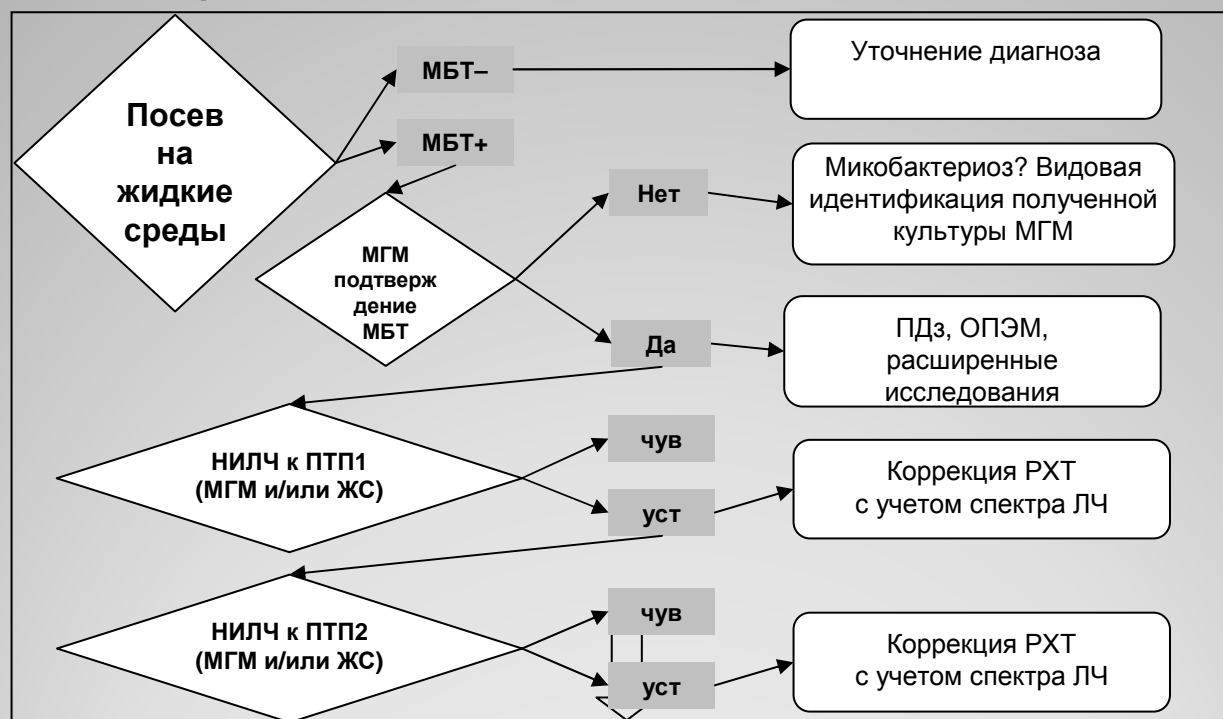 Посев
на
жидкие
среды
МБТ–
Уточнение диагноза
МБТ+
МГМ
подтверж
дение
МБТ
Нет
Микобактериоз? Видовая
идентификация полученной
культуры МГМ
Да
ПДз, ОПЭМ,
расширенные
исследования
НИЛЧ к ПТП1
(МГМ и/или ЖС)
чув
уст
Коррекция РХТ
с учетом спектра ЛЧ
НИЛЧ к ПТП2
(МГМ и/или ЖС)
чув
уст
Коррекция РХТ
с учетом спектра ЛЧ